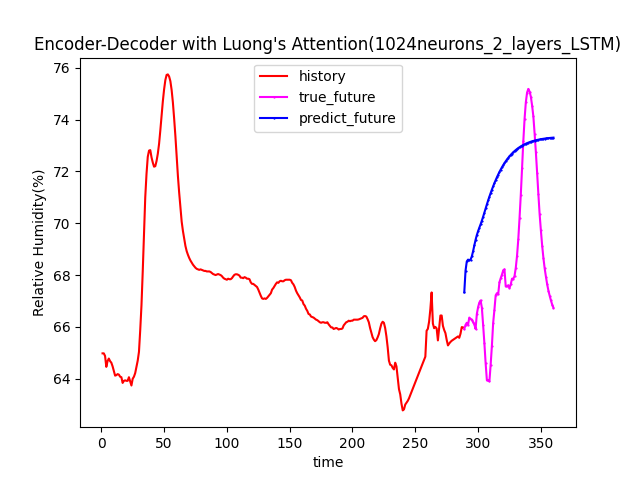 Encoder-Decoder with Luong's Attention(1024neurons_2_layers_LSTM)
history
true_future
predict_future
Relative Humidity(%)
76
74
72
70
68
66
64
0
50
100
150
200
250
300
350
time